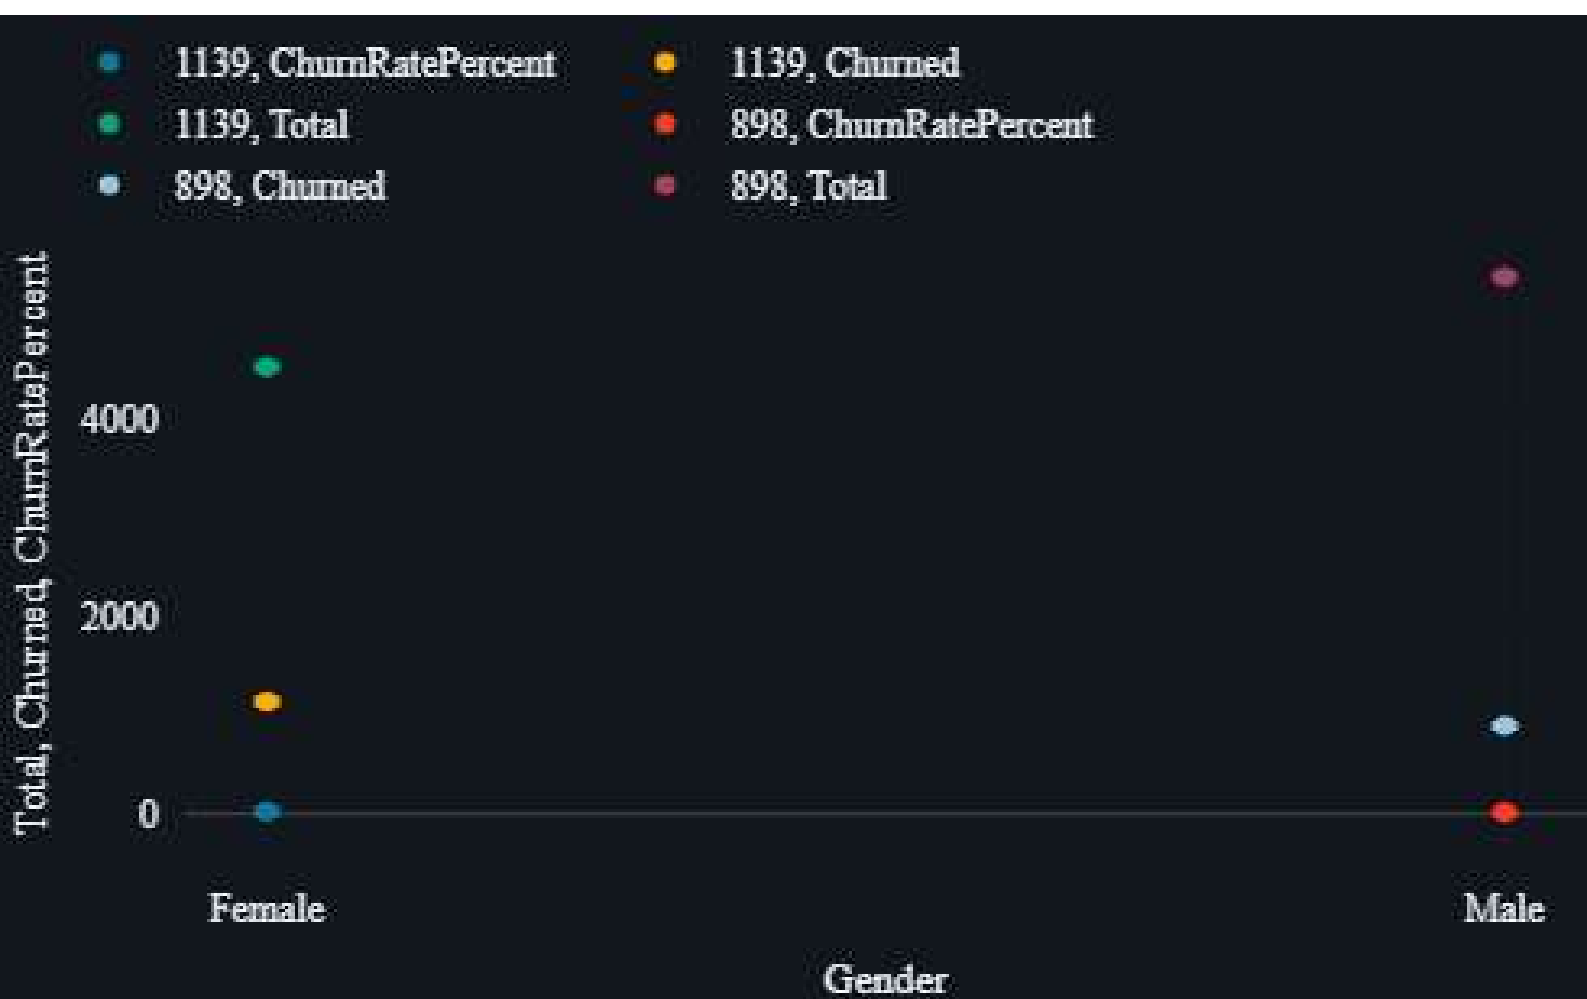 1139, ChurnRatePercent
1139, Churned
1139, Total
898, ChurnRatePercent
898, Churned
898, Total
Total, Churned, ChurnRatePercent
4000
2000
0
Female
Male
Gender